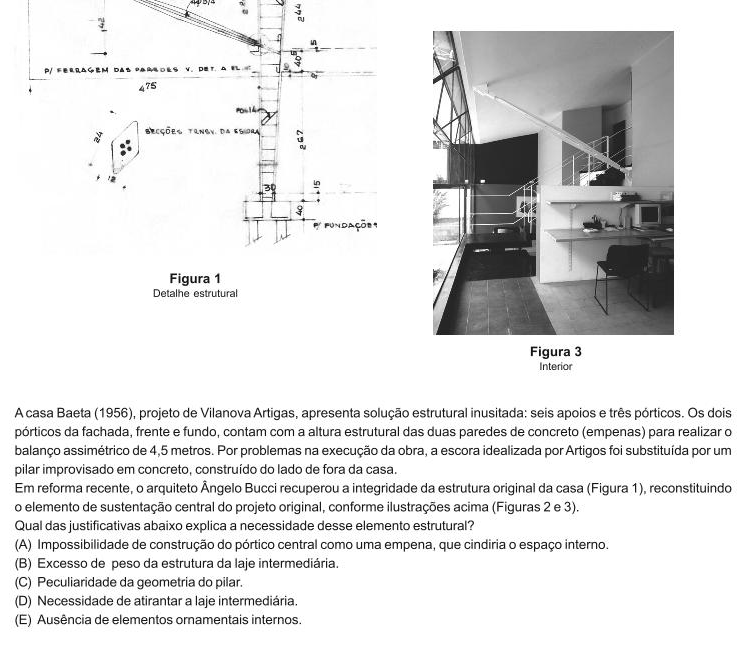 244
42
5
40
P/ FERRAGEM DAS PAREDES V. DET. A EL.
475
24
SECÇÕES TRNSV. DA ESCORA
12
267
30
15
40
P/ FUNDAÇÕES
Figura 1
Detalhe estrutural
Figura 3
Interior
A casa Baeta (1956), projeto de Vilanova Artigas, apresenta solução estrutural inusitada: seis apoios e três pórticos. Os dois
pórticos da fachada, frente e fundo, contam com a altura estrutural das duas paredes de concreto (empenas) para realizar o
balanço assimétrico de 4,5 metros. Por problemas na execução da obra, a escora idealizada por Artigos foi substituída por um
pilar improvisado em concreto, construído do lado de fora da casa.
Em reforma recente, o arquiteto Ângelo Bucci recuperou a integridade da estrutura original da casa (Figura 1), reconstituindo
o elemento de sustentação central do projeto original, conforme ilustrações acima (Figuras 2 e 3).
Qual das justificativas abaixo explica a necessidade desse elemento estrutural?
(A) Impossibilidade de construção do pórtico central como uma empena, que cindiria o espaço interno.
(B) Excesso de peso da estrutura da laje intermediária.
(C) Peculiaridade da geometria do pilar.
(D) Necessidade de atirantar a laje intermediária.
(E) Ausência de elementos ornamentais internos.